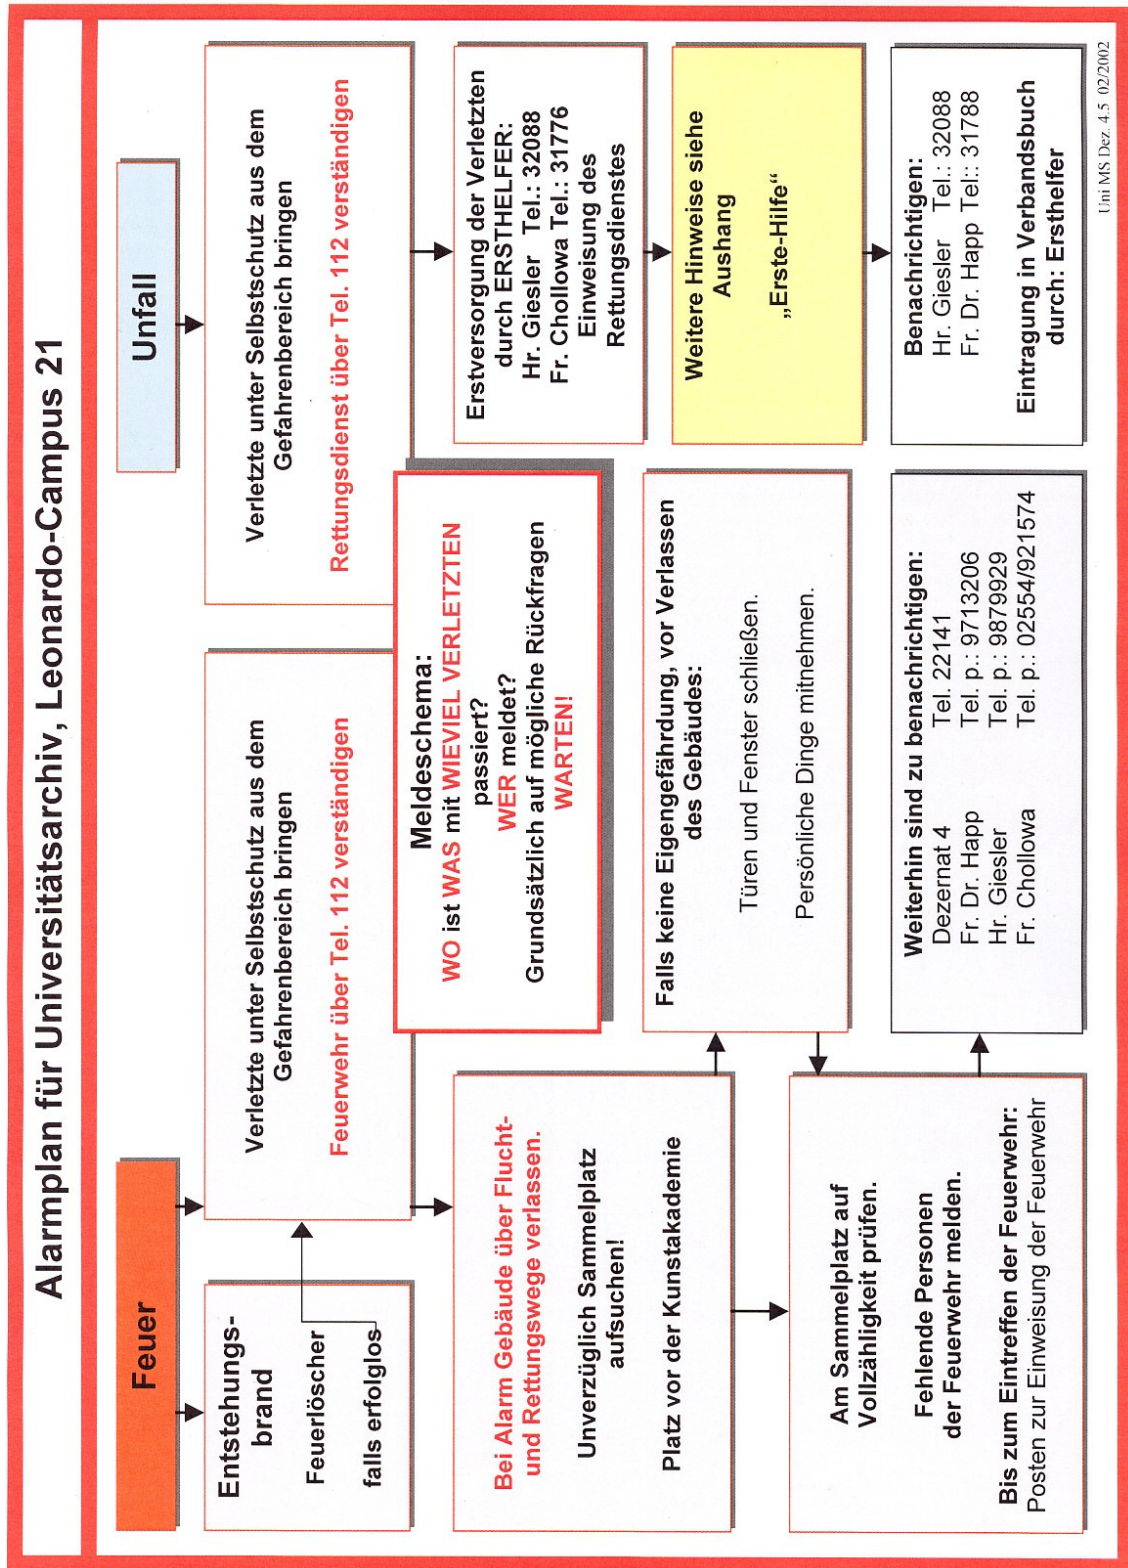 Alarmplan für Universitätsarchiv, Leonardo-Campus 21
Feuer
Entstehungs-
brand
Feuerlöscher
falls erfolglos
Verletzte unter Selbstschutz aus dem
Gefahrenbereich bringen
Feuerwehr über Tel. 112 verständigen
Unfall
Verletzte unter Selbstschutz aus dem
Gefahrenbereich bringen
Rettungsdienst über Tel. 112 verständigen
Meldeschema:
WO ist WAS mit WIEVIEL VERLETZTEN
passiert?
WER meldet?
Grundsätzlich auf mögliche Rückfragen
WARTEN!
Bei Alarm Gebäude über Flucht-
und Rettungswege verlassen.
Unverzüglich Sammelplatz
aufsuchen!
Platz vor der Kunstakademie
Falls keine Eigengefährdung, vor Verlassen
des Gebäudes:
Türen und Fenster schließen.
Persönliche Dinge mitnehmen.
Am Sammelplatz auf
Vollzähligkeit prüfen.
Fehlende Personen
der Feuerwehr melden.
Bis zum Eintreffen der Feuerwehr:
Posten zur Einweisung der Feuerwehr
Weiterhin sind zu benachrichtigen:
Dezernat 4 Tel. 22141
Fr. Dr. Happ Tel. p.: 9713206
Hr. Giesler Tel. p.: 9879929
Fr. Chollowa Tel. p.: 02554/921574
Erstversorgung der Verletzten
durch ERSTHELFER:
Hr. Giesler Tel.: 32088
Fr. Chollowa Tel.: 31776
Einweisung des
Rettungsdienstes
Weitere Hinweise siehe
Aushang
„Erste-Hilfe“
Benachrichtigen:
Hr. Giesler Tel.: 32088
Fr. Dr. Happ Tel:: 31788
Eintragung in Verbandsbuch
durch: Ersthelfer
Uni MS Dez. 4.5 02/2002